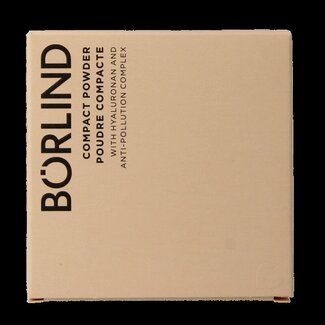 BÖRLIND
COMPACT POWDER
POUDRE COMPACTE
WITH HYALURONAN AND
ANTI-POLLUTION COMPLEX